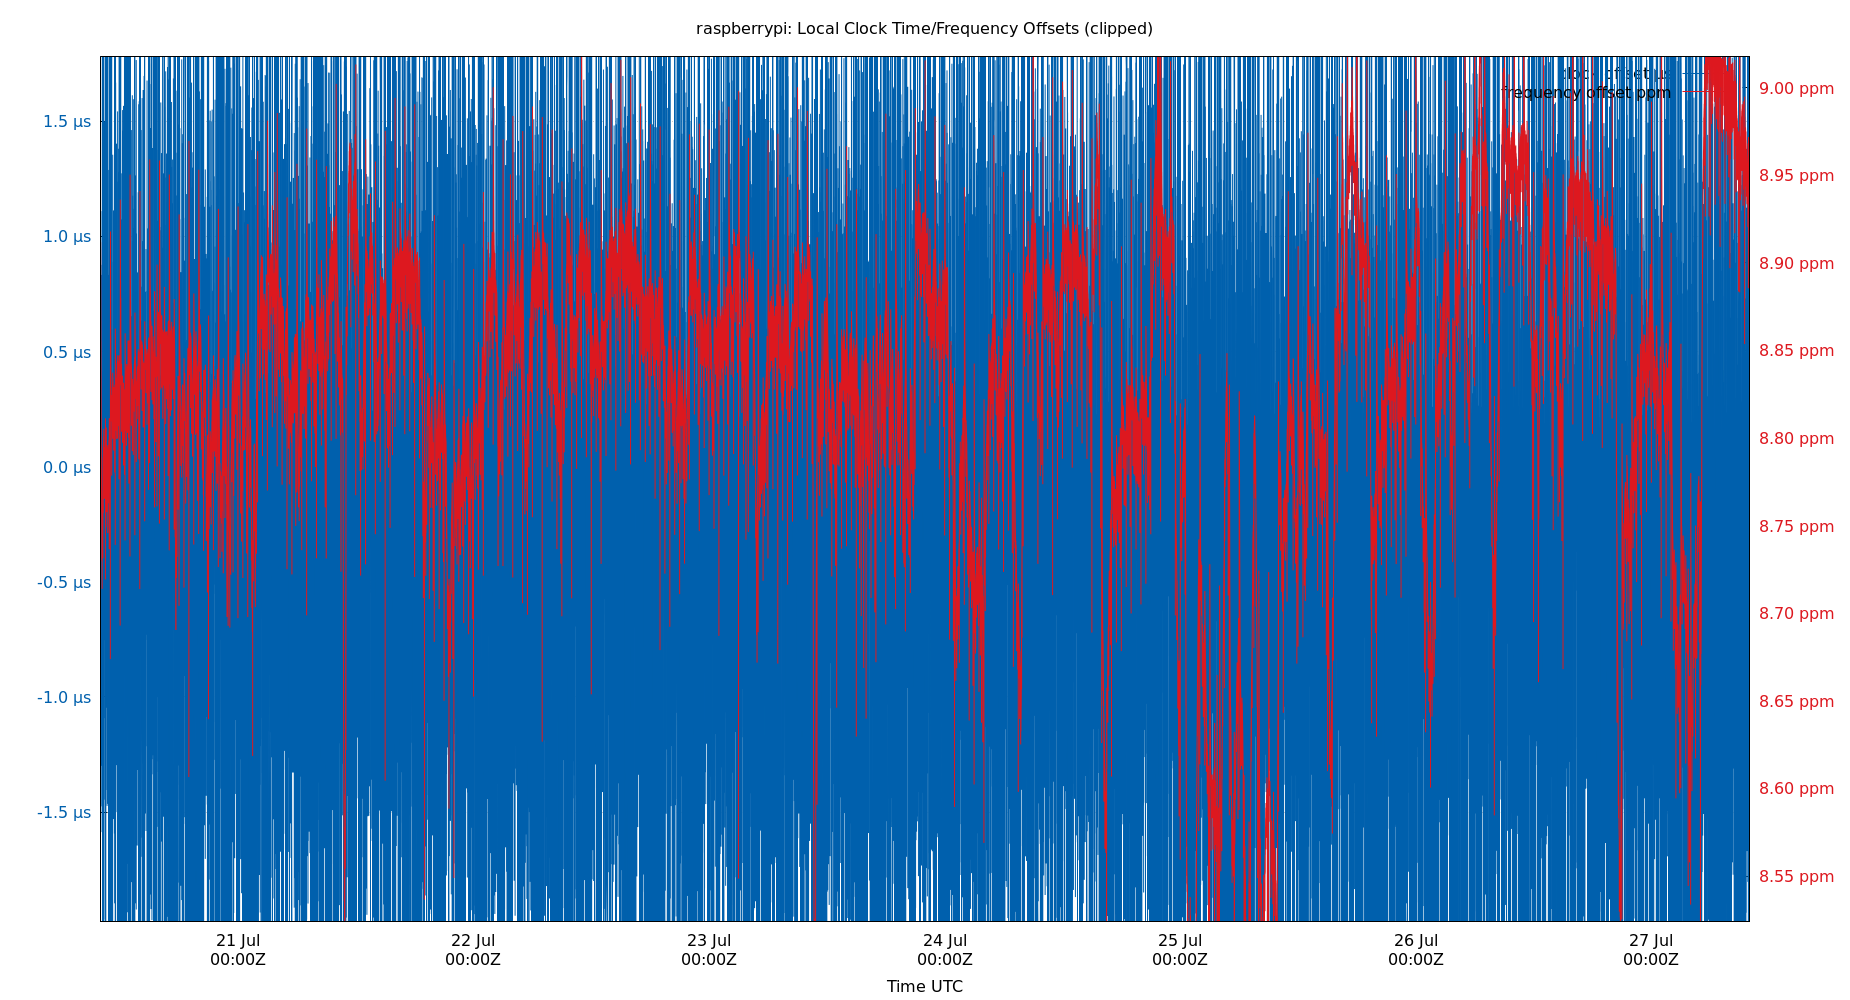 raspberrypi: Local Clock Time/Frequency Offsets (clipped)
clock offset µs
frequency offset ppm
1.5 µs
1.0 µs
0.5 µs
0.0 µs
-0.5 µs
-1.0 µs
-1.5 µs
9.00 ppm
8.95 ppm
8.90 ppm
8.85 ppm
8.80 ppm
8.75 ppm
8.70 ppm
8.65 ppm
8.60 ppm
8.55 ppm
21 Jul
00:00Z
22 Jul
00:00Z
23 Jul
00:00Z
24 Jul
00:00Z
25 Jul
00:00Z
26 Jul
00:00Z
27 Jul
00:00Z
Time UTC